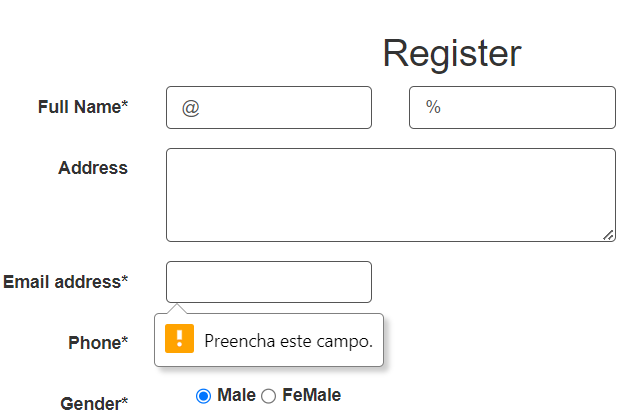 Register
Full Name* @ %
Address
Email address*
Preencha este campo.
Phone*
Gender* Male FeMale